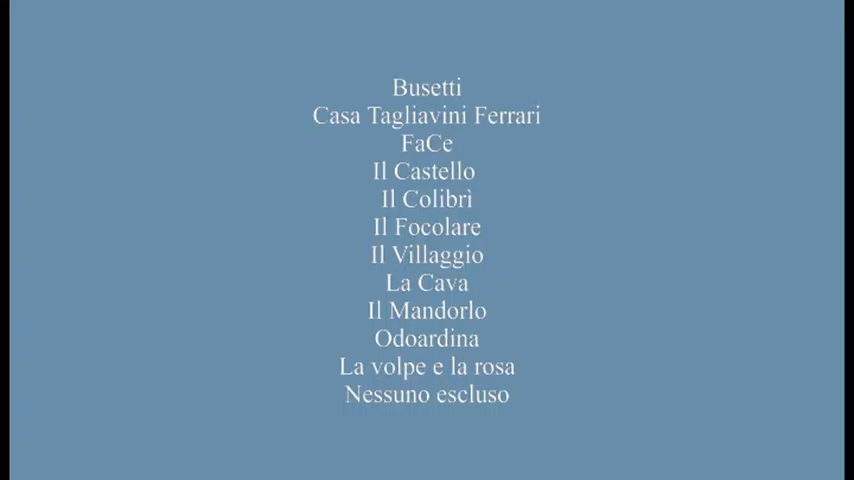 Busetti
Casa Tagliavini Ferrari
FaCe
Il Castello
Il Colibrì
Il Focolare
Il Villaggio
La Cava
Il Mandorlo
Odoardina
La volpe e la rosa
Nessuno escluso